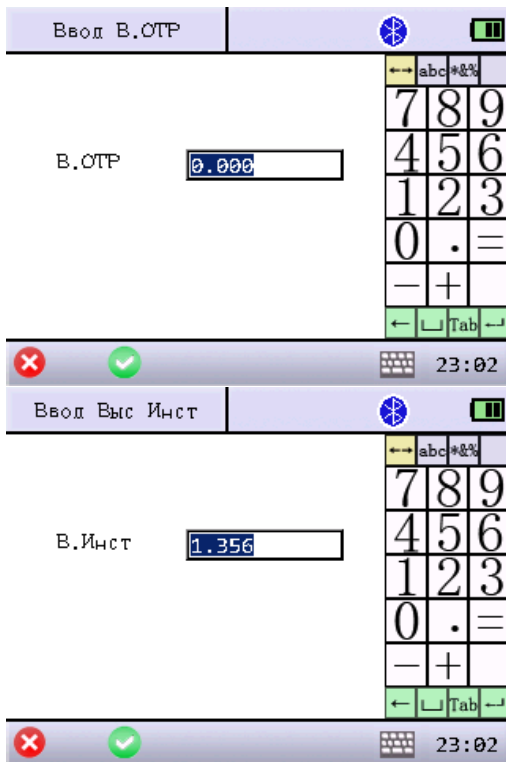 Ввод В.ОТР
←→ abc *&%
7 8 9
В.ОТР 0.000
4 5 6
1 2 3
0 . =
- +
← ⌴ Tab ↵
23:02
Ввод Выс Инст
←→ abc *&%
7 8 9
4 5 6
В.Инст 1.356
1 2 3
0 . =
- +
← ⌴ Tab ↵
23:02